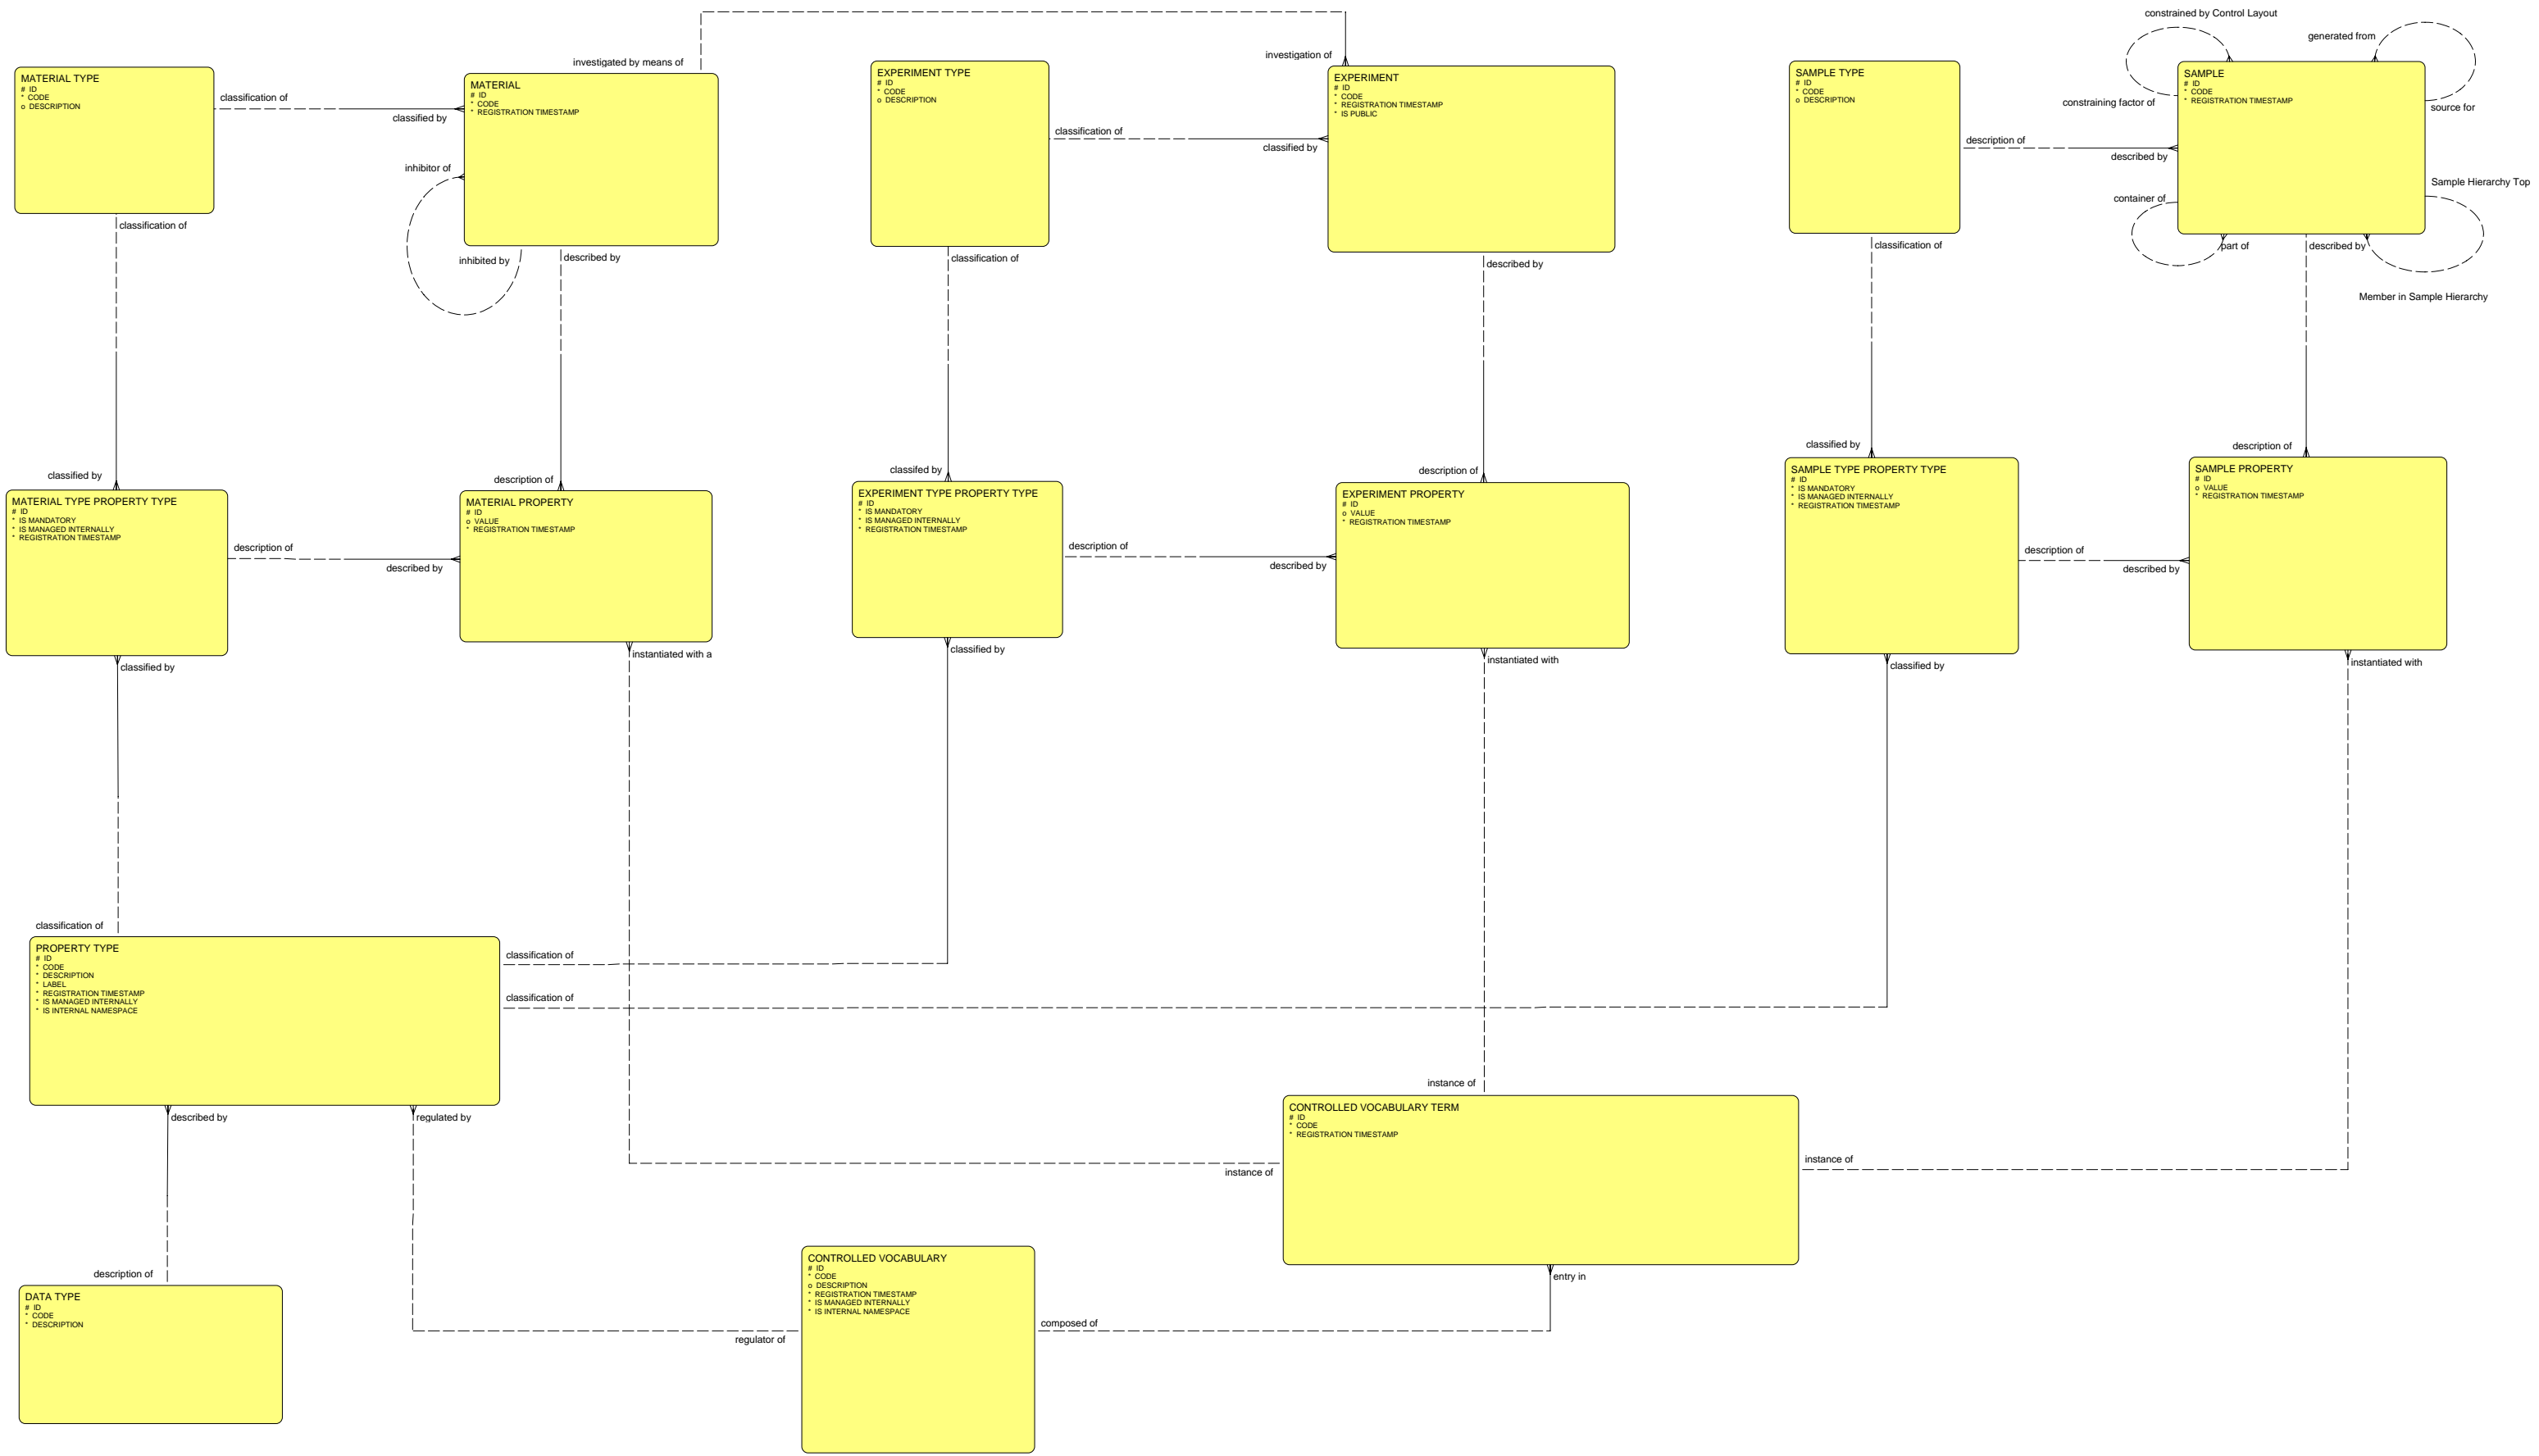 constrained by Control Layout
generated from
investigated by means of
investigation of
constraining factor of
source for
MATERIAL TYPE
# ID
* CODE
o DESCRIPTION
classification of
classified by
MATERIAL
# ID
* CODE
* REGISTRATION TIMESTAMP
inhibitor of
inhibited by
EXPERIMENT TYPE
# ID
* CODE
o DESCRIPTION
classification of
classified by
EXPERIMENT
# ID
* CODE
* REGISTRATION TIMESTAMP
* IS PUBLIC
SAMPLE TYPE
# ID
* CODE
o DESCRIPTION
description of
described by
SAMPLE
# ID
* CODE
* REGISTRATION TIMESTAMP
Sample Hierarchy Top
container of
part of
described by
Member in Sample Hierarchy
classification of
described by
classification of
described by
classification of
classified by
description of
classifed by
description of
classified by
description of
MATERIAL TYPE PROPERTY TYPE
# ID
* IS MANDATORY
* IS MANAGED INTERNALLY
* REGISTRATION TIMESTAMP
description of
described by
MATERIAL PROPERTY
# ID
o VALUE
* REGISTRATION TIMESTAMP
EXPERIMENT TYPE PROPERTY TYPE
# ID
* IS MANDATORY
* IS MANAGED INTERNALLY
* REGISTRATION TIMESTAMP
description of
described by
EXPERIMENT PROPERTY
# ID
o VALUE
* REGISTRATION TIMESTAMP
SAMPLE TYPE PROPERTY TYPE
# ID
* IS MANDATORY
* IS MANAGED INTERNALLY
* REGISTRATION TIMESTAMP
description of
described by
SAMPLE PROPERTY
# ID
o VALUE
* REGISTRATION TIMESTAMP
classified by
instantiated with a
classified by
instantiated with
classified by
instantiated with
classification of
PROPERTY TYPE
# ID
* CODE
* DESCRIPTION
* LABEL
* REGISTRATION TIMESTAMP
* IS MANAGED INTERNALLY
* IS INTERNAL NAMESPACE
classification of
classification of
described by
regulated by
instance of
CONTROLLED VOCABULARY TERM
# ID
* CODE
* REGISTRATION TIMESTAMP
instance of
instance of
entry in
description of
DATA TYPE
# ID
* CODE
* DESCRIPTION
CONTROLLED VOCABULARY
# ID
* CODE
o DESCRIPTION
* REGISTRATION TIMESTAMP
* IS MANAGED INTERNALLY
* IS INTERNAL NAMESPACE
composed of
regulator of